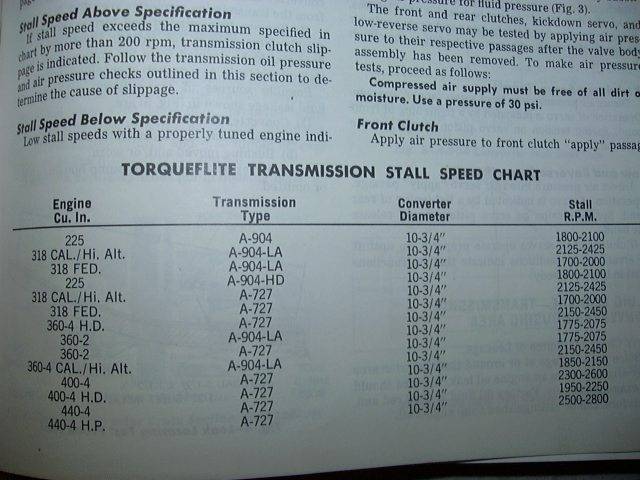 Stall Speed Above Specification
If stall speed exceeds the maximum specified in
chart by more than 200 rpm, transmission clutch slip-
page is indicated. Follow the transmission oil pressure
and air pressure checks outlined in this section to de-
termine the cause of slippage.
Stall Speed Below Specification
Low stall speeds with a properly tuned engine indi-
pressure for fluid pressure (Fig. 3).
The front and rear clutches, kickdown servo, and
low-reverse servo may be tested by applying air pres-
sure to their respective passages after the valve body
assembly has been removed. To make air pressure
tests, proceed as follows:
Compressed air supply must be free of all dirt o
moisture. Use a pressure of 30 psi.
Front Clutch
Apply air pressure to front clutch "apply" passag
TORQUEFLITE TRANSMISSION STALL SPEED CHART
Engine Cu. In. Transmission Type Converter Diameter Stall R.P.M.
225 A-904 10-3/4" 1800-2100
318 CAL./Hi. Alt. A-904-LA 10-3/4" 2125-2425
318 FED. A-904-LA 10-3/4" 1700-2000
225 A-904-HD 10-3/4" 1800-2100
318 CAL./Hi. Alt. A-727 10-3/4" 2125-2425
318 FED. A-727 10-3/4" 1700-2000
360-4 H.D. A-727 10-3/4" 2150-2450
360-2 A-904-LA 10-3/4" 1775-2075
360-2 A-727 10-3/4" 1775-2075
360-4 CAL./Hi. Alt. A-904-LA 10-3/4" 2150-2450
400-4 A-727 10-3/4" 1850-2150
400-4 H.D. A-727 10-3/4" 2300-2600
440-4 A-727 10-3/4" 1950-2250
440-4 H.P. A-727 10-3/4" 2500-2800